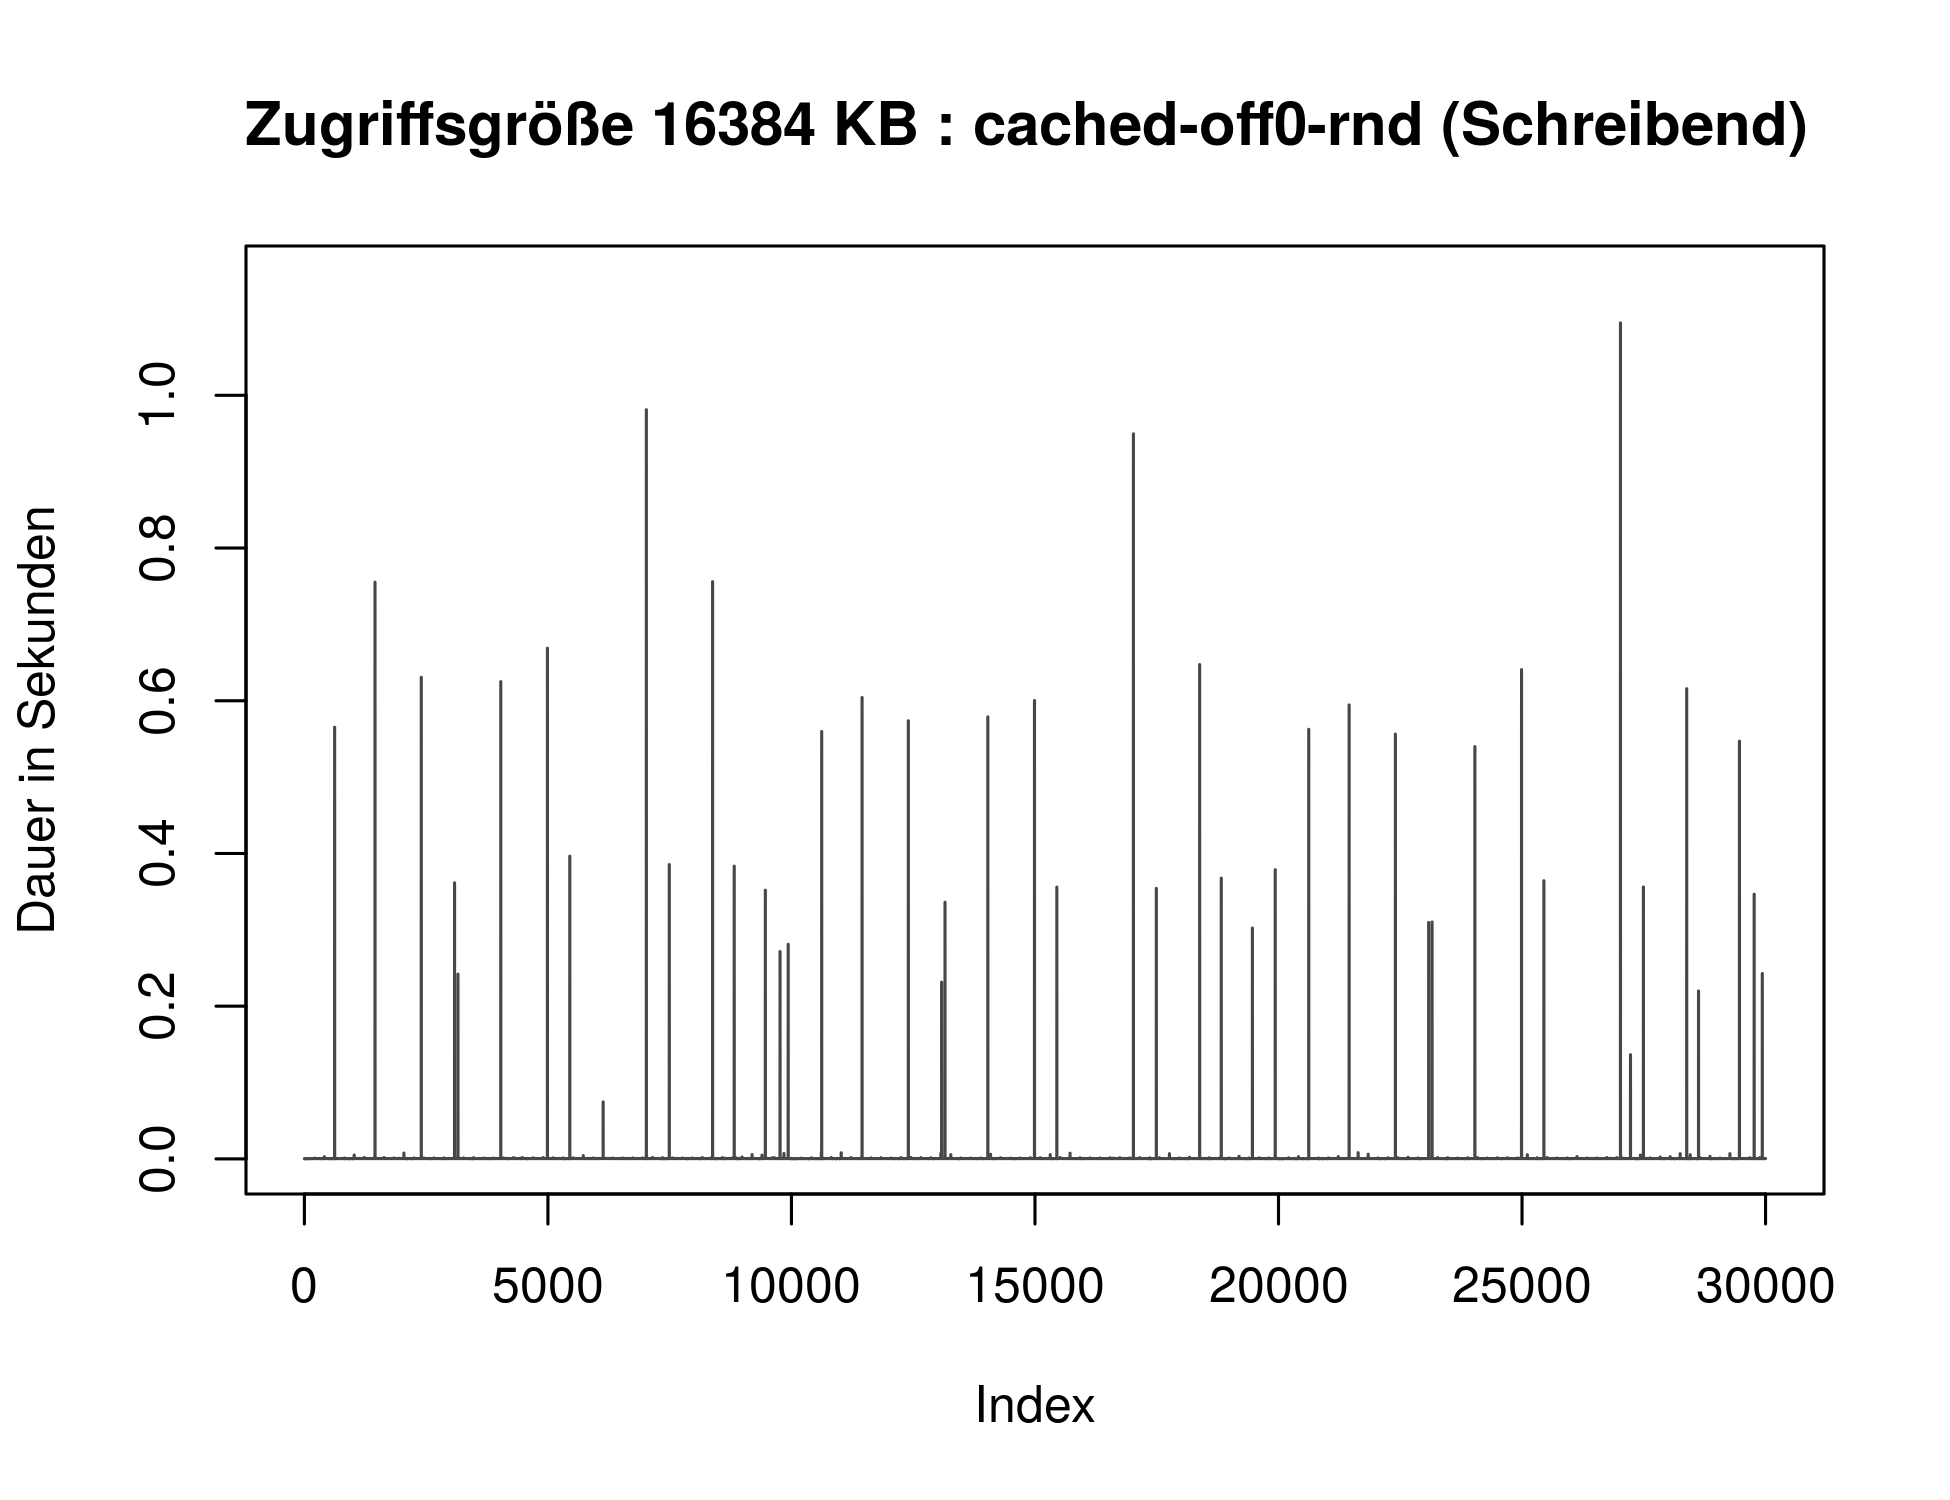 Zugriffsgröße 16384 KB : cached-off0-rnd (Schreibend)
Dauer in Sekunden
1.0
0.8
0.6
0.4
0.2
0.0
0 5000 10000 15000 20000 25000 30000
Index